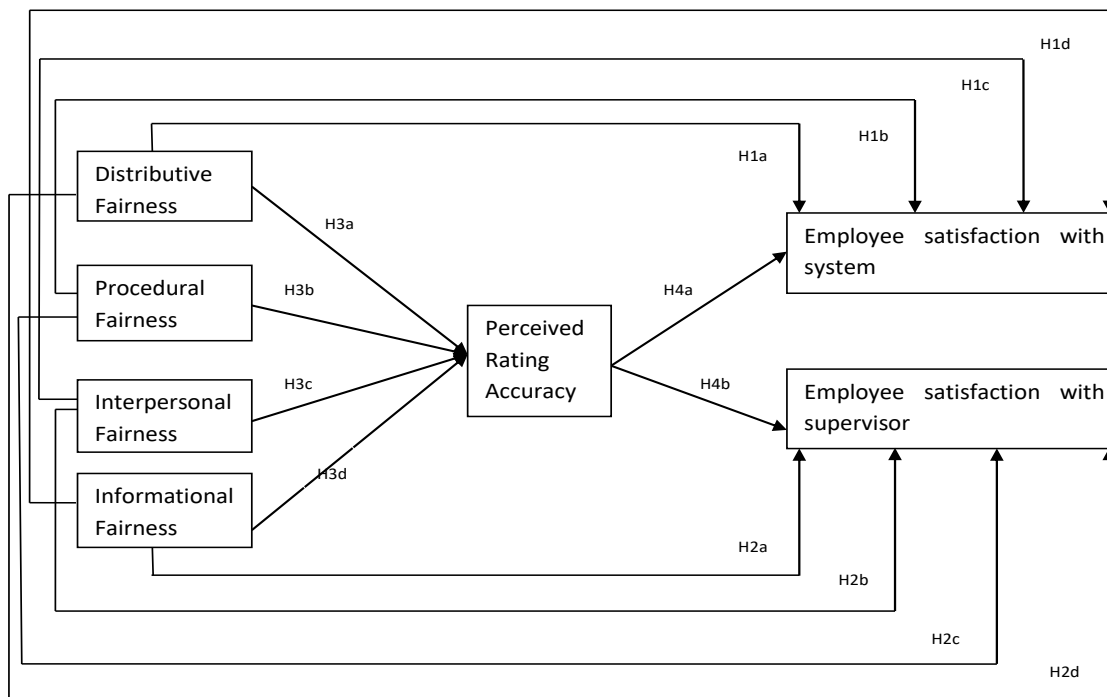 H1d
H1c
H1b
H1a
Distributive
Fairness
H3a
Employee satisfaction with
system
Procedural
Fairness
H3b
H4a
Perceived
Rating
Accuracy
Interpersonal
Fairness
H3c
H4b
Employee satisfaction with
supervisor
Informational
Fairness
H3d
H2a
H2b
H2c
H2d